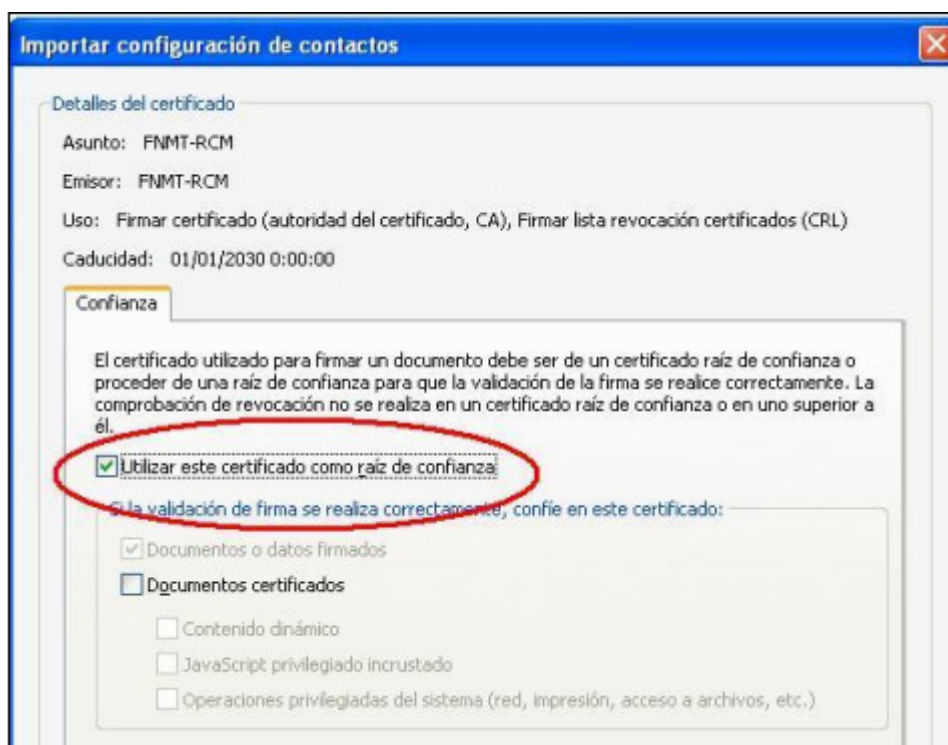 Importar configuración de contactos
Detalles del certificado
Asunto: FNMT-RCM
Emisor: FNMT-RCM
Uso: Firmar certificado (autoridad del certificado, CA), Firmar lista revocación certificados (CRL)
Caducidad: 01/01/2030 0:00:00
Confianza
El certificado utilizado para firmar un documento debe ser de un certificado raíz de confianza o
proceder de una raíz de confianza para que la validación de la firma se realice correctamente. La
comprobación de revocación no se realiza en un certificado raíz de confianza o en uno superior a
él.
Utilizar este certificado como raíz de confianza
Si la validación de firma se realiza correctamente, confíe en este certificado:
Documentos o datos firmados
Documentos certificados
Contenido dinámico
JavaScript privilegiado incrustado
Operaciones privilegiadas del sistema (red, impresión, acceso a archivos, etc.)